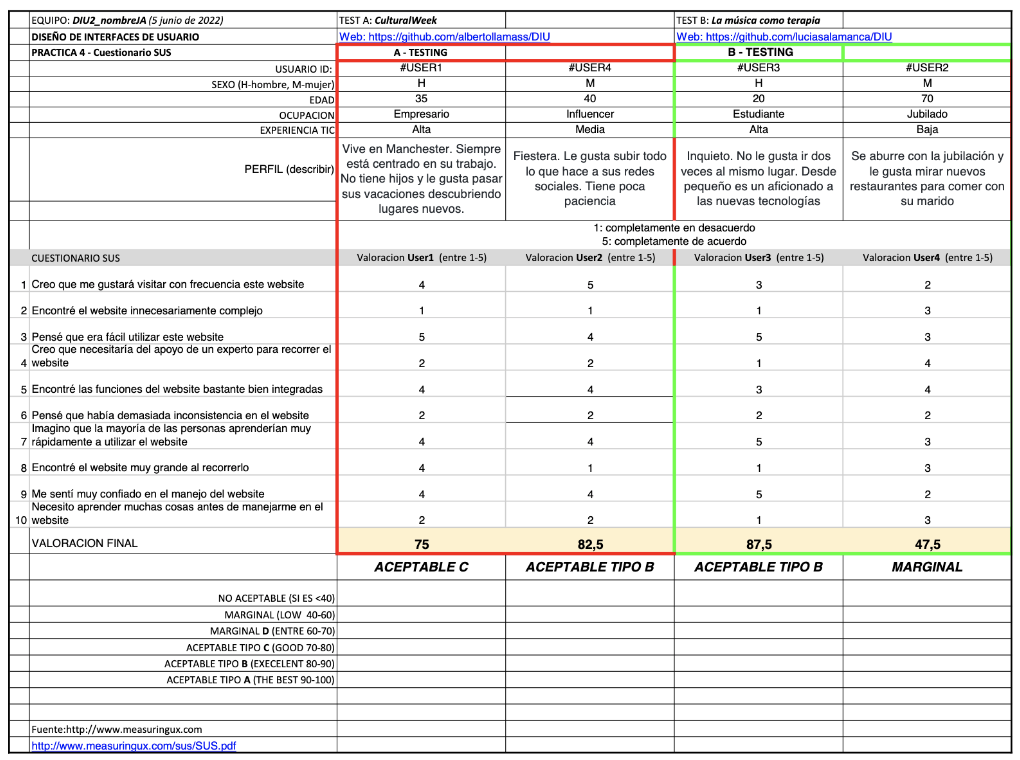 EQUIPO: DIU2_nombreJA (5 junio de 2022) TEST A: CulturalWeek TEST B: La música como terapia
DISEÑO DE INTERFACES DE USUARIO Web: https://github.com/albertollamass/DIU Web: https://github.com/luciasalamanca/DIU
PRACTICA 4 - Cuestionario SUS A - TESTING B - TESTING
USUARIO ID: #USER1 #USER4 #USER3 #USER2
SEXO (H-hombre, M-mujer) H M H M
EDAD 35 40 20 70
OCUPACION Empresario Influencer Estudiante Jubilado
EXPERIENCIA TIC Alta Media Alta Baja
PERFIL (describir)
Vive en Manchester. Siempre
está centrado en su trabajo.
No tiene hijos y le gusta pasar
sus vacaciones descubriendo
lugares nuevos.
Fiestera. Le gusta subir todo
lo que hace a sus redes
sociales. Tiene poca
paciencia
Inquieto. No le gusta ir dos
veces al mismo lugar. Desde
pequeño es un aficionado a
las nuevas tecnologías
Se aburre con la jubilación y
le gusta mirar nuevos
restaurantes para comer con
su marido
1: completamente en desacuerdo
5: completamente de acuerdo
CUESTIONARIO SUS Valoracion User1 (entre 1-5) Valoracion User2 (entre 1-5) Valoracion User3 (entre 1-5) Valoracion User4 (entre 1-5)
1 Creo que me gustará visitar con frecuencia este website 4 5 3 2
2 Encontré el website innecesariamente complejo 1 1 1 3
3 Pensé que era fácil utilizar este website 5 4 5 3
Creo que necesitaría del apoyo de un experto para recorrer el
4 website 2 2 1 4
5 Encontré las funciones del website bastante bien integradas 4 4 3 4
6 Pensé que había demasiada inconsistencia en el website 2 2 2 2
Imagino que la mayoría de las personas aprenderían muy
7 rápidamente a utilizar el website 4 4 5 3
8 Encontré el website muy grande al recorrerlo 4 1 1 3
9 Me sentí muy confiado en el manejo del website 4 4 5 2
Necesito aprender muchas cosas antes de manejarme en el
10 website 2 2 1 3
VALORACION FINAL 75 82,5 87,5 47,5
ACEPTABLE C ACEPTABLE TIPO B ACEPTABLE TIPO B MARGINAL
NO ACEPTABLE (SI ES <40)
MARGINAL (LOW 40-60)
MARGINAL D (ENTRE 60-70)
ACEPTABLE TIPO C (GOOD 70-80)
ACEPTABLE TIPO B (EXECELENT 80-90)
ACEPTABLE TIPO A (THE BEST 90-100)
Fuente:http://www.measuringux.com
http://www.measuringux.com/sus/SUS.pdf